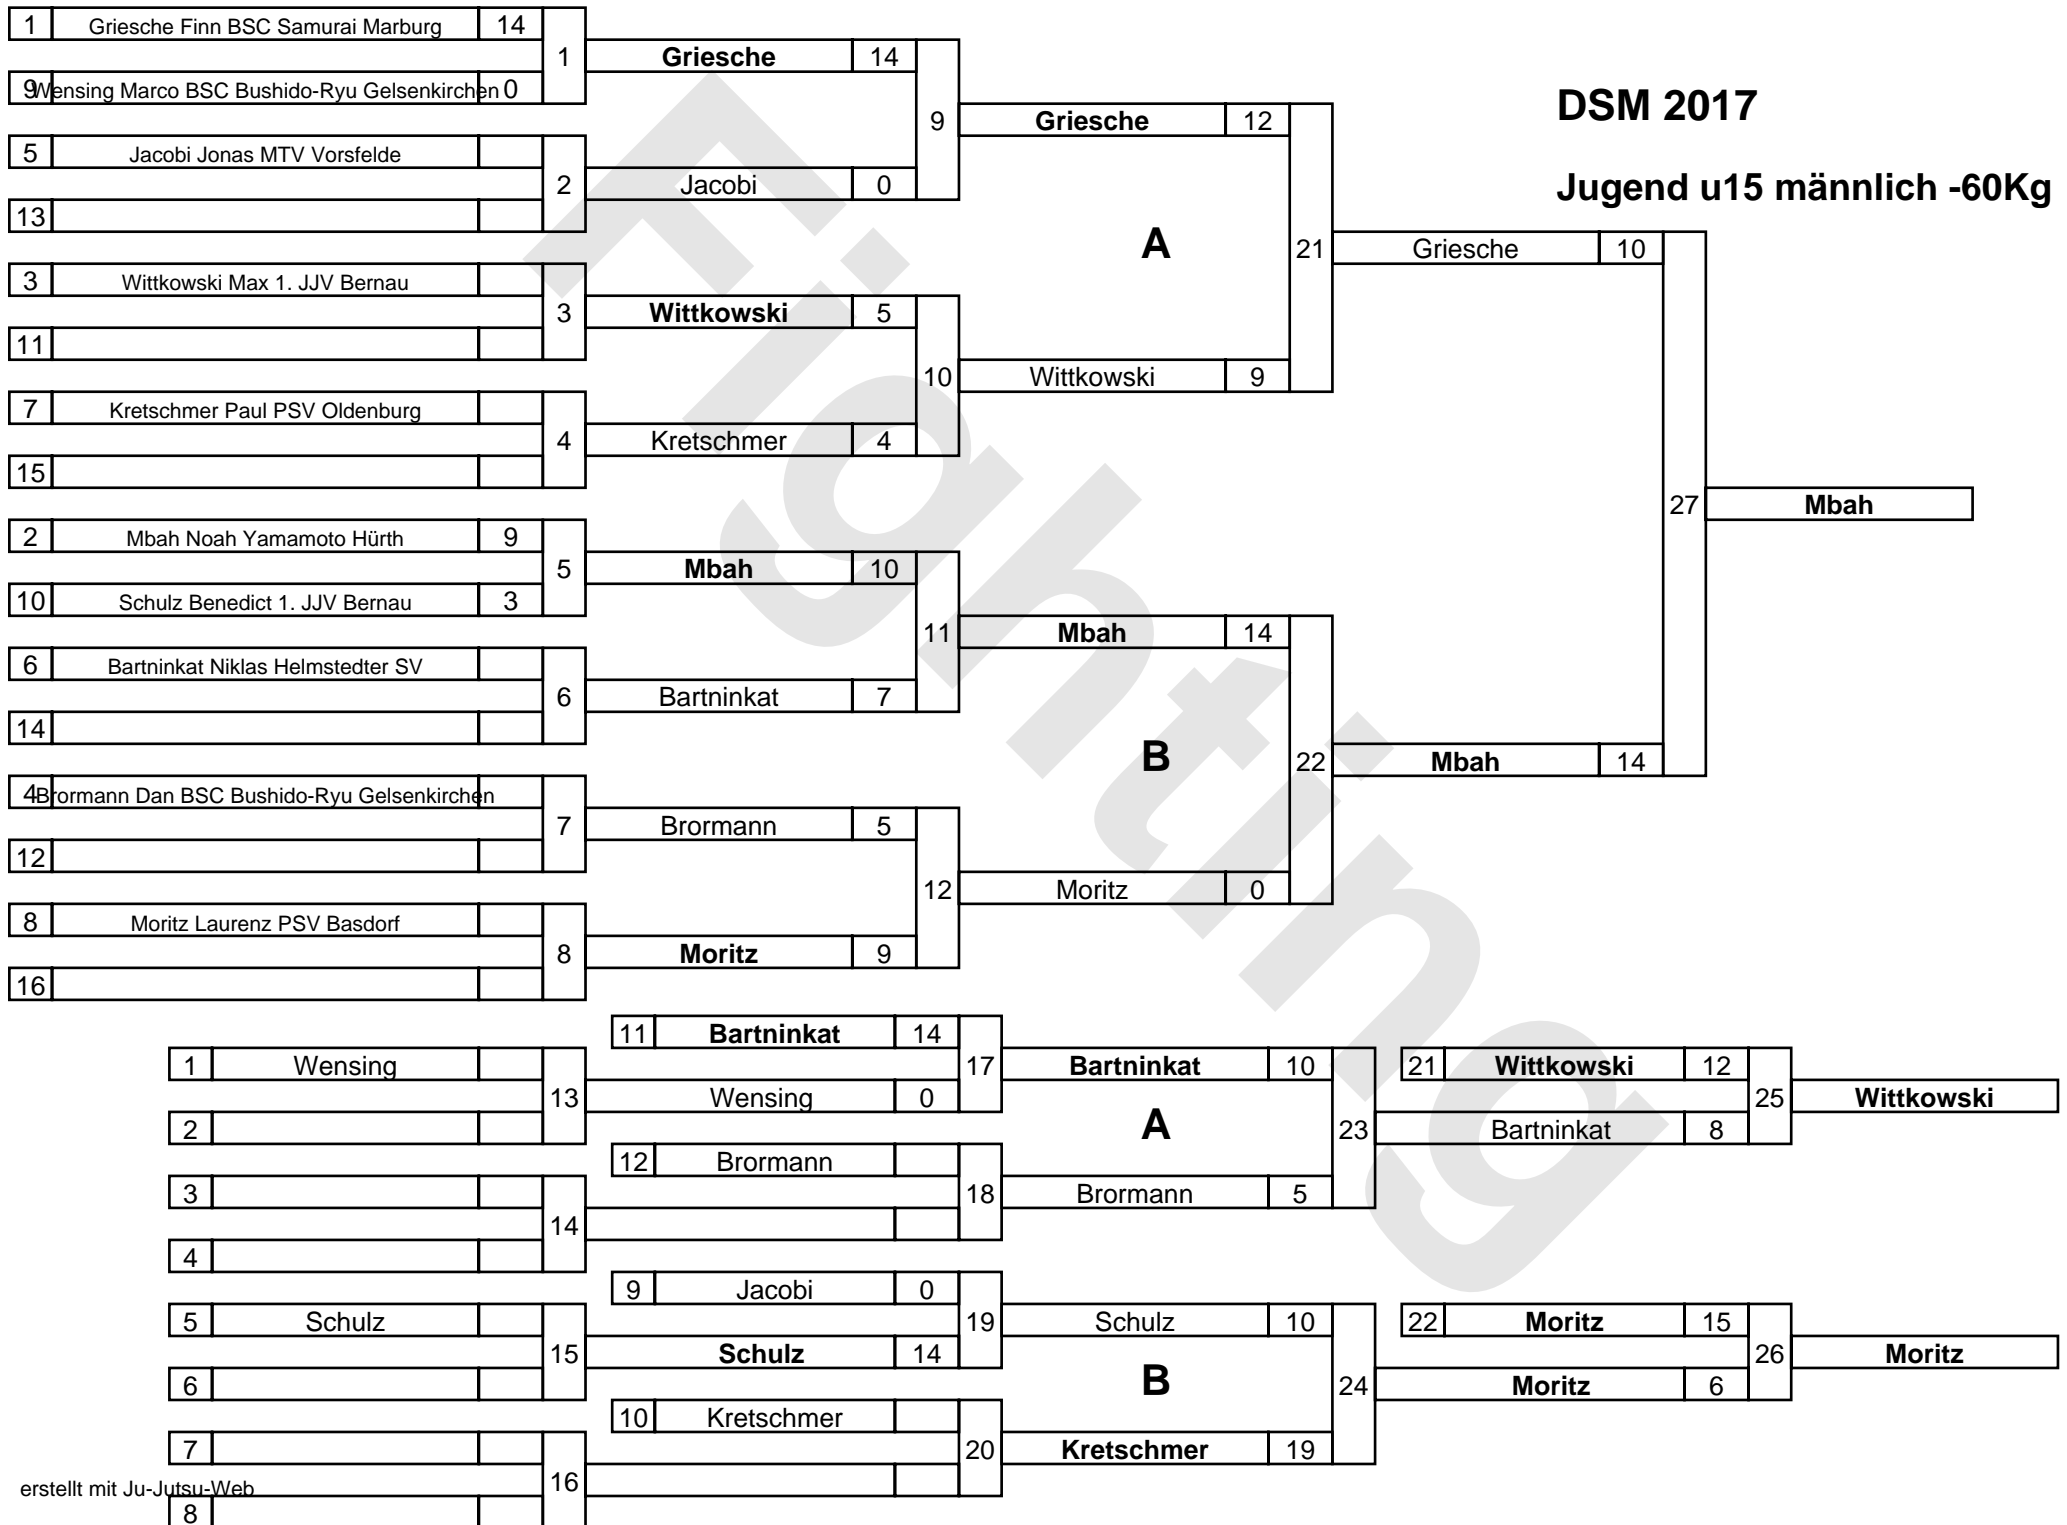 DSM 2017
Jugend u15 männlich -60Kg
1 Griesche Finn BSC Samurai Marburg 14
9 Wensing Marco BSC Bushido-Ryu Gelsenkirchen 0
1
5 Jacobi Jonas MTV Vorsfelde
13
2
3 Wittkowski Max 1. JJV Bernau
11
3
7 Kretschmer Paul PSV Oldenburg
15
4
2 Mbah Noah Yamamoto Hürth 9
10 Schulz Benedict 1. JJV Bernau 3
5
6 Bartninkat Niklas Helmstedter SV
14
6
4 Brormann Dan BSC Bushido-Ryu Gelsenkirchen
12
7
8 Moritz Laurenz PSV Basdorf
16
8
Griesche 14
Jacobi 0
9
Wittkowski 5
Kretschmer 4
10
Mbah 10
Bartninkat 7
11
Brormann 5
Moritz 9
12
Griesche 12
A
Wittkowski 9
21
Mbah 14
B
Moritz 0
22
Griesche 10
Mbah 14
27
Mbah
1 Wensing
2
13
3
4
14
5 Schulz
6
15
7
8
16
11 Bartninkat 14
Wensing 0
17
12 Brormann
18
9 Jacobi 0
Schulz 14
19
10 Kretschmer
20
Bartninkat 10
A
Brormann 5
23
Schulz 10
B
Kretschmer 19
24
21 Wittkowski 12
Bartninkat 8
25
Wittkowski
22 Moritz 15
Moritz 6
26
Moritz
erstellt mit Ju-Jutsu-Web
Fighting